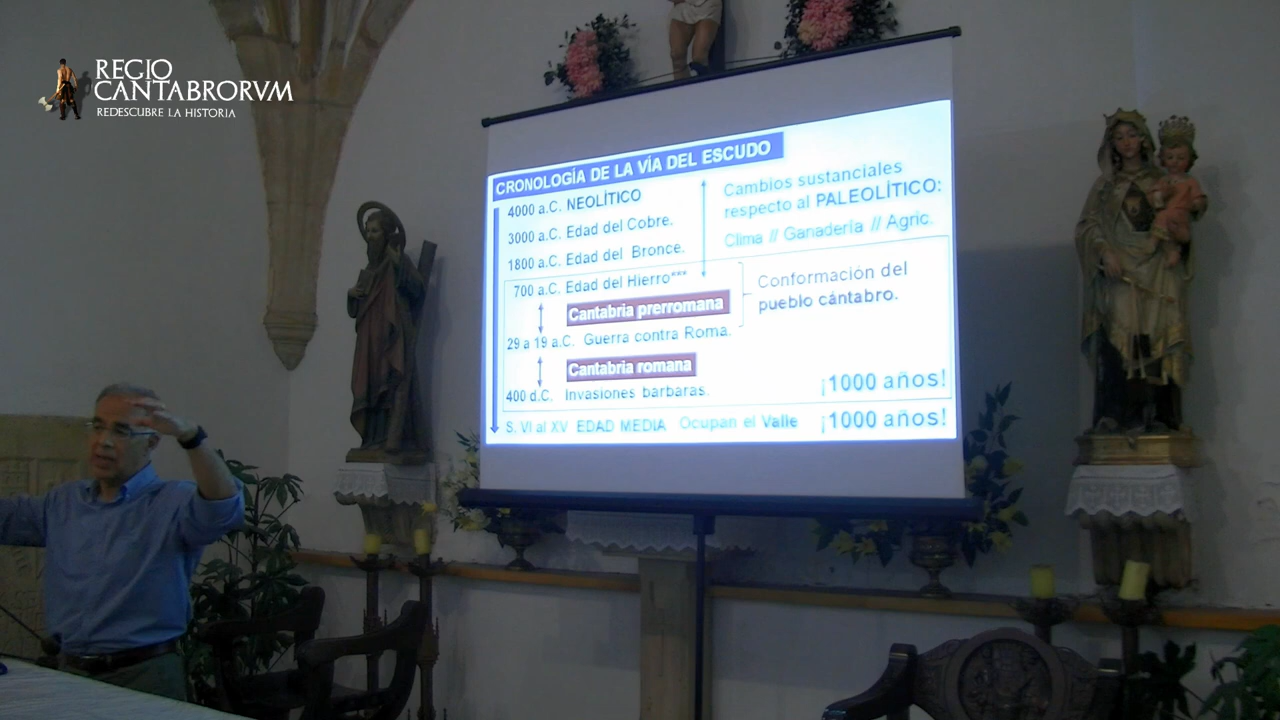 REGIO
CANTABRORVM
REDESCUBRE LA HISTORIA
CRONOLOGÍA DE LA VÍA DEL ESCUDO
4000 a.C. NEOLÍTICO
3000 a.C. Edad del Cobre.
1800 a.C. Edad del Bronce.
Cambios sustanciales
respecto al PALEOLÍTICO:
Clima // Ganadería // Agric.
700 a.C. Edad del Hierro***
Cantabria prerromana
Conformación del
pueblo cántabro.
29 a 19 a.C. Guerra contra Roma.
Cantabria romana
400 d.C. Invasiones barbaras. ¡1000 años!
S. VI al XV EDAD MEDIA Ocupan el Valle ¡1000 años!